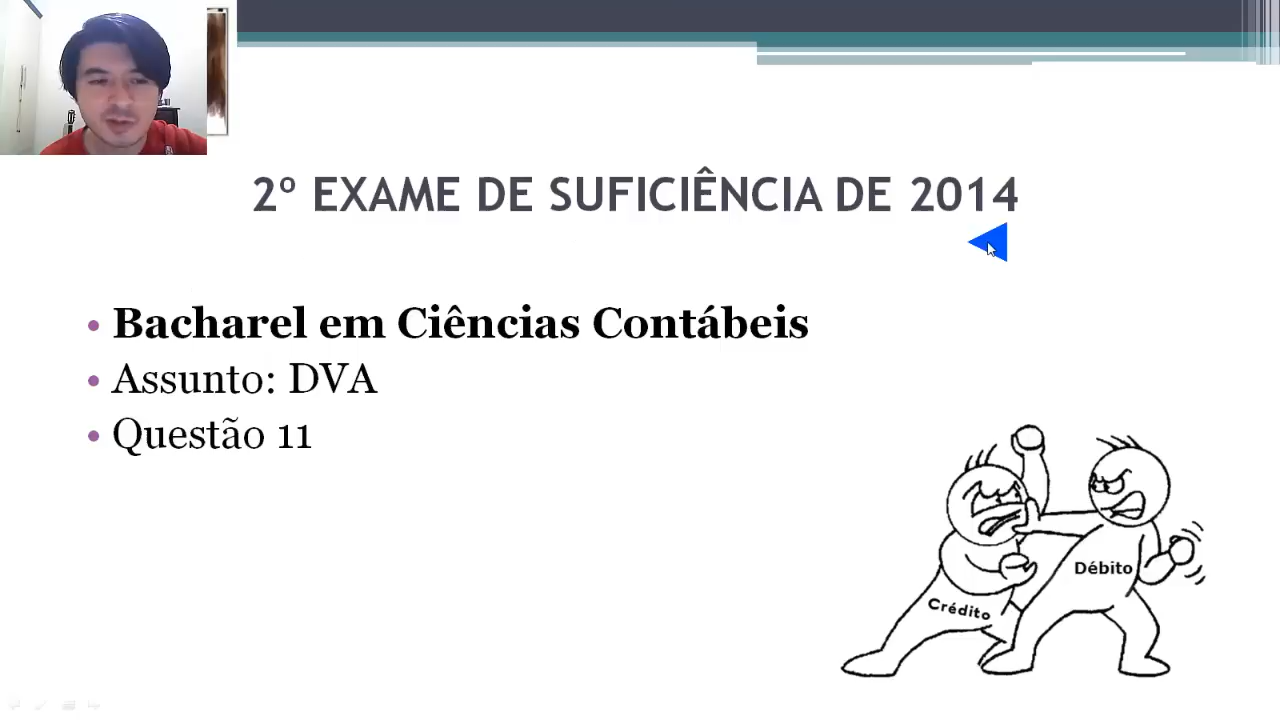 2º EXAME DE SUFICIÊNCIA DE 2014
• Bacharel em Ciências Contábeis
• Assunto: DVA
• Questão 11
Débito
Crédito